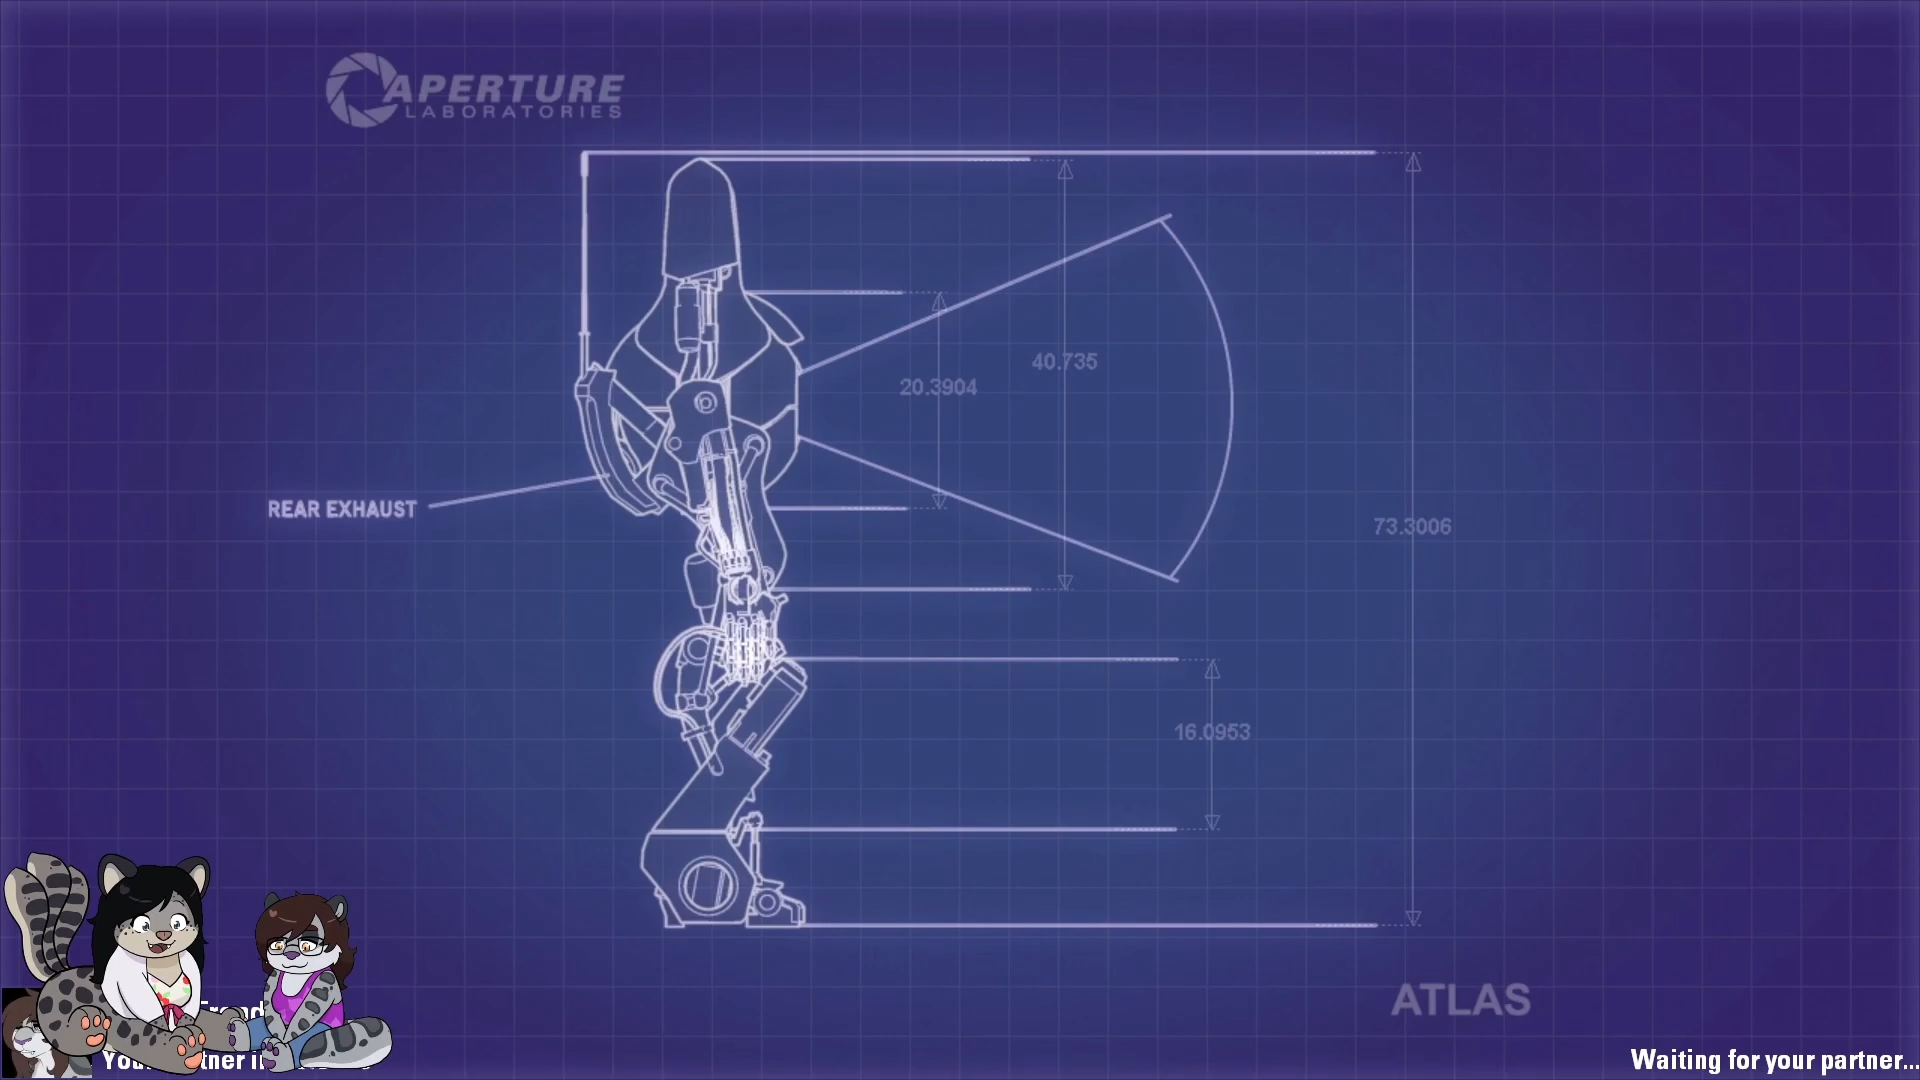 APERTURE
LABORATORIES
40.735
20.3904
REAR EXHAUST
73.3006
16.0953
ATLAS
Waiting for your partner...